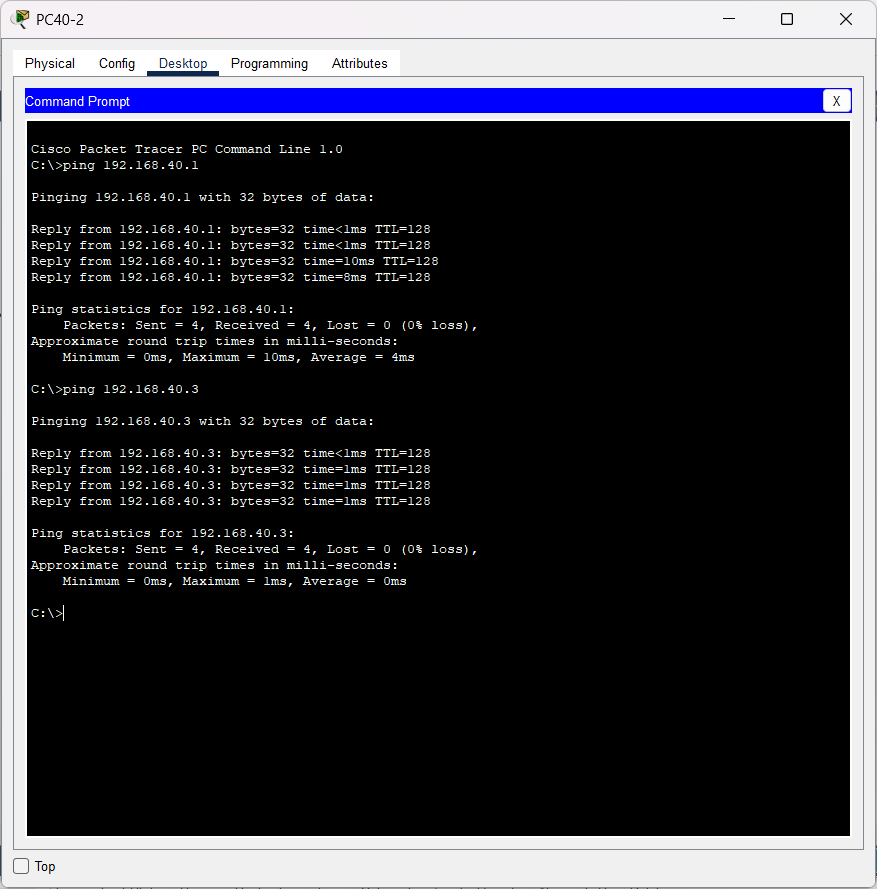 PC40-2
Physical Config Desktop Programming Attributes
Command Prompt X
Cisco Packet Tracer PC Command Line 1.0
C:\>ping 192.168.40.1
Pinging 192.168.40.1 with 32 bytes of data:
Reply from 192.168.40.1: bytes=32 time<1ms TTL=128
Reply from 192.168.40.1: bytes=32 time<1ms TTL=128
Reply from 192.168.40.1: bytes=32 time=10ms TTL=128
Reply from 192.168.40.1: bytes=32 time=8ms TTL=128
Ping statistics for 192.168.40.1:
Packets: Sent = 4, Received = 4, Lost = 0 (0% loss),
Approximate round trip times in milli-seconds:
Minimum = 0ms, Maximum = 10ms, Average = 4ms
C:\>ping 192.168.40.3
Pinging 192.168.40.3 with 32 bytes of data:
Reply from 192.168.40.3: bytes=32 time<1ms TTL=128
Reply from 192.168.40.3: bytes=32 time=1ms TTL=128
Reply from 192.168.40.3: bytes=32 time=1ms TTL=128
Reply from 192.168.40.3: bytes=32 time=1ms TTL=128
Ping statistics for 192.168.40.3:
Packets: Sent = 4, Received = 4, Lost = 0 (0% loss),
Approximate round trip times in milli-seconds:
Minimum = 0ms, Maximum = 1ms, Average = 0ms
C:\>
Top